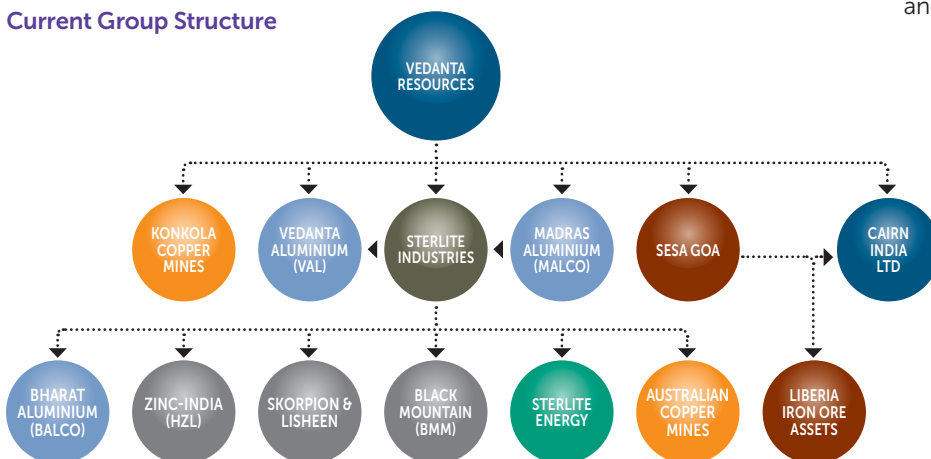 Current Group Structure
an
VEDANTA
RESOURCES
KONKOLA
COPPER
MINES
VEDANTA
ALUMINIUM
(VAL)
STERLITE
INDUSTRIES
MADRAS
ALUMINIUM
(MALCO)
SESA GOA
CAIRN
INDIA
LTD
BHARAT
ALUMINIUM
(BALCO)
ZINC-INDIA
(HZL)
SKORPION &
LISHEEN
BLACK
MOUNTAIN
(BMM)
STERLITE
ENERGY
AUSTRALIAN
COPPER
MINES
LIBERIA
IRON ORE
ASSETS